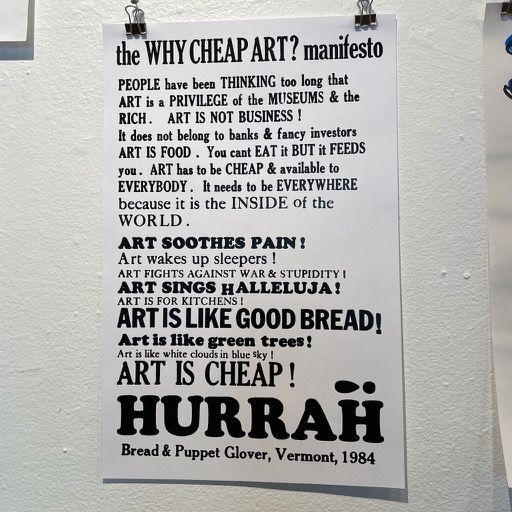 the WHY CHEAP ART? manifesto
PEOPLE have been THINKING too long that
ART is a PRIVILEGE of the MUSEUMS & the
RICH. ART IS NOT BUSINESS !
It does not belong to banks & fancy investors
ART IS FOOD . You cant EAT it BUT it FEEDS
you. ART has to be CHEAP & available to
EVERYBODY. It needs to be EVERYWHERE
because it is the INSIDE of the
WORLD.
ART SOOTHES PAIN !
Art wakes up sleepers !
ART FIGHTS AGAINST WAR & STUPIDITY !
ART SINGS HALLELUJA!
ART IS FOR KITCHENS !
ART IS LIKE GOOD BREAD!
Art is like green trees!
Art is like white clouds in blue sky !
ART IS CHEAP !
HURRAH
Bread & Puppet Glover, Vermont, 1984